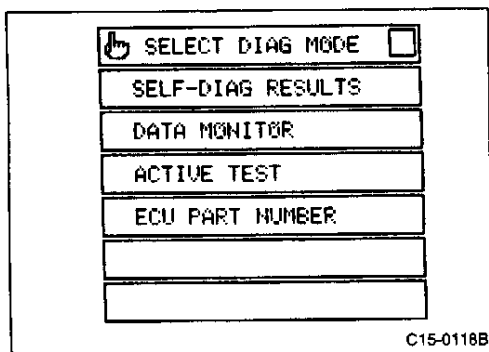 SELECT DIAG MODE
SELF-DIAG RESULTS
DATA MONITOR
ACTIVE TEST
ECU PART NUMBER
C15-0118B